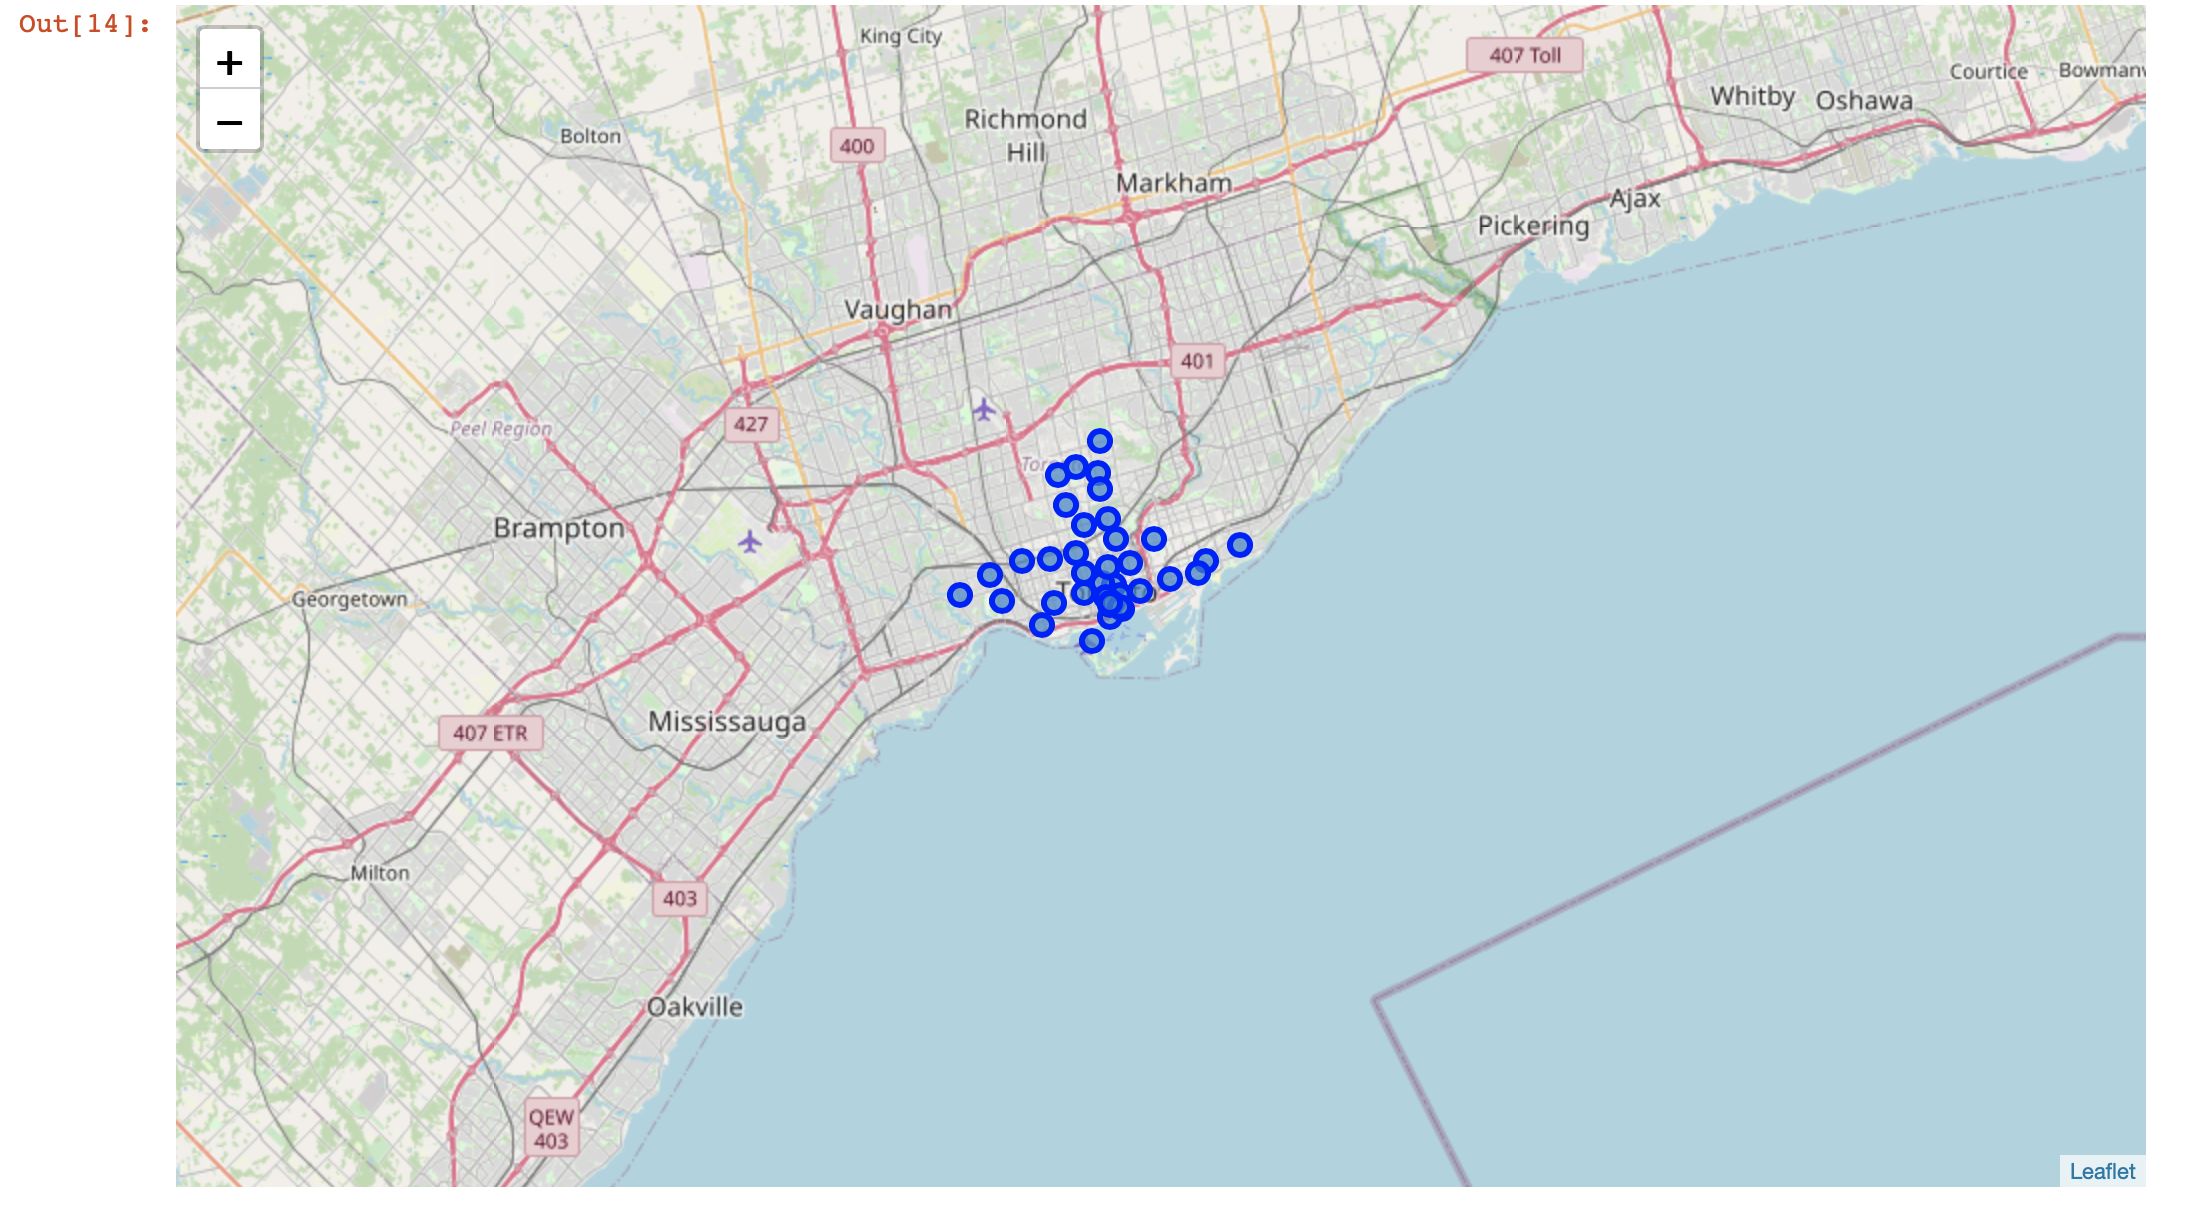 Out[14]:
+
−
King City
407 Toll
Courtice
Bowmanv
Whitby
Oshawa
Richmond
Hill
Bolton
400
Markham
Ajax
Pickering
Vaughan
401
427
Peel Region
Brampton
Georgetown
Mississauga
407 ETR
Milton
403
Oakville
QEW
403
Leaflet